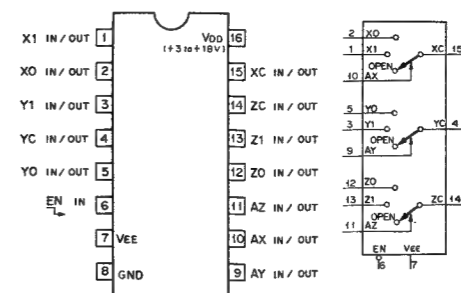 X1 IN / OUT 1
XO IN / OUT 2
Y1 IN / OUT 3
YC IN / OUT 4
YO IN / OUT 5
EN IN 6
7 VEE
8 GND
VDD 16
(+3 to +18V)
15 XC IN / OUT
14 ZC IN / OUT
13 Z1 IN / OUT
12 ZO IN / OUT
11 AZ IN / OUT
10 AX IN / OUT
9 AY IN / OUT
2 XO
1 X1 XC 15
OPEN
10 AX
5 YO
3 Y1 YC 4
OPEN
9 AY
12 ZO
13 Z1 ZC 14
OPEN
11 AZ
EN VEE
6 7